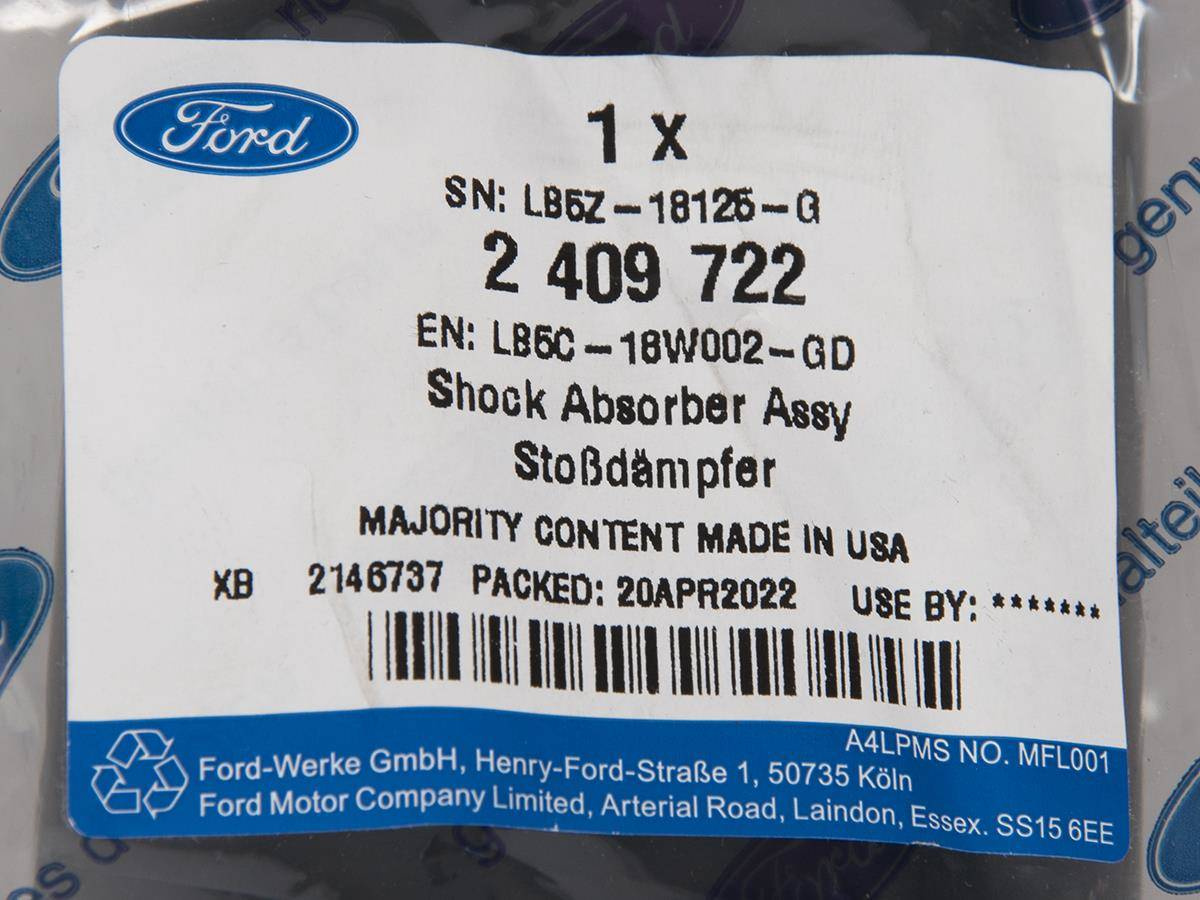 Ford
1 x
SN: LB5Z-18125-G
2 409 722
EN: LB5C-18W002-GD
Shock Absorber Assy
Stoßdämpfer
MAJORITY CONTENT MADE IN USA
XB 2146737 PACKED: 20APR2022 USE BY: *******
A4LPMS NO. MFL001
Ford-Werke GmbH, Henry-Ford-Straße 1, 50735 Köln
Ford Motor Company Limited, Arterial Road, Laindon, Essex. SS15 6EE